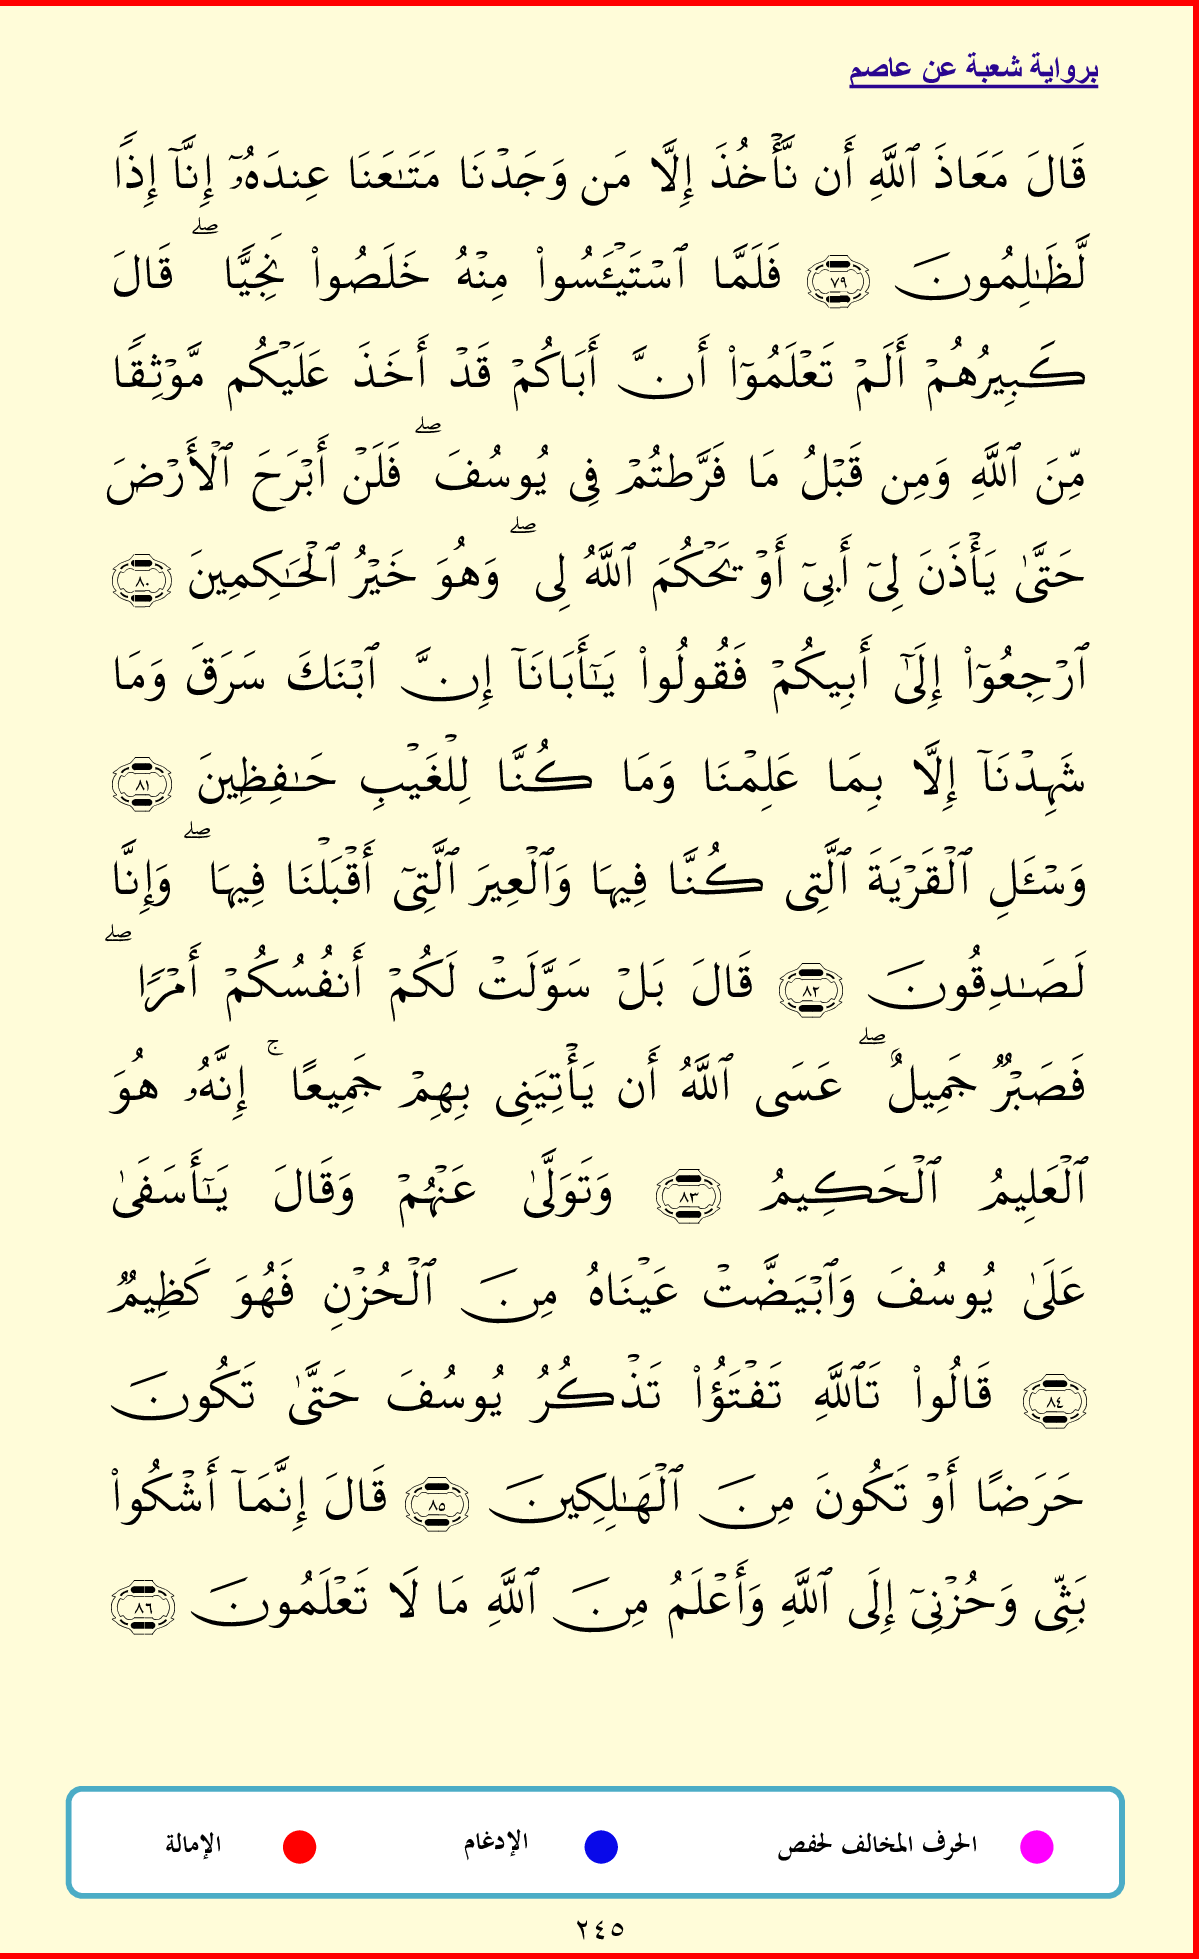 برواية شعبة عن عاصم
قَالَ مَعَاذَ ٱللَّهِ أَن نَّأۡخُذَ إِلَّا مَن وَجَدۡنَا مَتَـٰعَنَا عِندَهُۥٓ إِنَّآ إِذࣰا
لَّظَـٰلِمُونَ ٧٩ فَلَمَّا ٱسۡتَيۡـَٔسُوا۟ مِنۡهُ خَلَصُوا۟ نَجِيࣰّاۖ قَالَ
كَبِيرُهُمۡ أَلَمۡ تَعۡلَمُوٓا۟ أَنَّ أَبَاكُمۡ قَدۡ أَخَذَ عَلَيۡكُم مَّوۡثِقࣰا
مِّنَ ٱللَّهِ وَمِن قَبۡلُ مَا فَرَّطتُمۡ فِى يُوسُفَۖ فَلَنۡ أَبۡرَحَ ٱلۡأَرۡضَ
حَتَّىٰ يَأۡذَنَ لِىٓ أَبِىٓ أَوۡ يَحۡكُمَ ٱللَّهُ لِىۖ وَهُوَ خَيۡرُ ٱلۡحَـٰكِمِينَ ٨٠
ٱرۡجِعُوٓا۟ إِلَىٰٓ أَبِيكُمۡ فَقُولُوا۟ يَـٰٓأَبَانَآ إِنَّ ٱبۡنَكَ سَرَقَ وَمَا
شَهِدۡنَآ إِلَّا بِمَا عَلِمۡنَا وَمَا كُنَّا لِلۡغَيۡبِ حَـٰفِظِينَ ٨١
وَسۡـَٔلِ ٱلۡقَرۡيَةَ ٱلَّتِى كُنَّا فِيهَا وَٱلۡعِيرَ ٱلَّتِىٓ أَقۡبَلۡنَا فِيهَاۖ وَإِنَّا
لَصَـٰدِقُونَ ٨٢ قَالَ بَلۡ سَوَّلَتۡ لَكُمۡ أَنفُسُكُمۡ أَمۡرࣰاۖ
فَصَبۡرࣱ جَمِيلٌۖ عَسَى ٱللَّهُ أَن يَأۡتِيَنِى بِهِمۡ جَمِيعًاۚ إِنَّهُۥ هُوَ
ٱلۡعَلِيمُ ٱلۡحَكِيمُ ٨٣ وَتَوَلَّىٰ عَنۡهُمۡ وَقَالَ يَـٰٓأَسَفَىٰ
عَلَىٰ يُوسُفَ وَٱبۡيَضَّتۡ عَيۡنَاهُ مِنَ ٱلۡحُزۡنِ فَهُوَ كَظِيمࣱ
٨٤ قَالُوا۟ تَٱللَّهِ تَفۡتَؤُا۟ تَذۡكُرُ يُوسُفَ حَتَّىٰ تَكُونَ
حَرَضًا أَوۡ تَكُونَ مِنَ ٱلۡهَـٰلِكِينَ ٨٥ قَالَ إِنَّمَآ أَشۡكُوا۟
بَثِّى وَحُزۡنِىٓ إِلَى ٱللَّهِ وَأَعۡلَمُ مِنَ ٱللَّهِ مَا لَا تَعۡلَمُونَ ٨٦
الحرف المخالف لحفص الإدغام الإمالة
٢٤٥